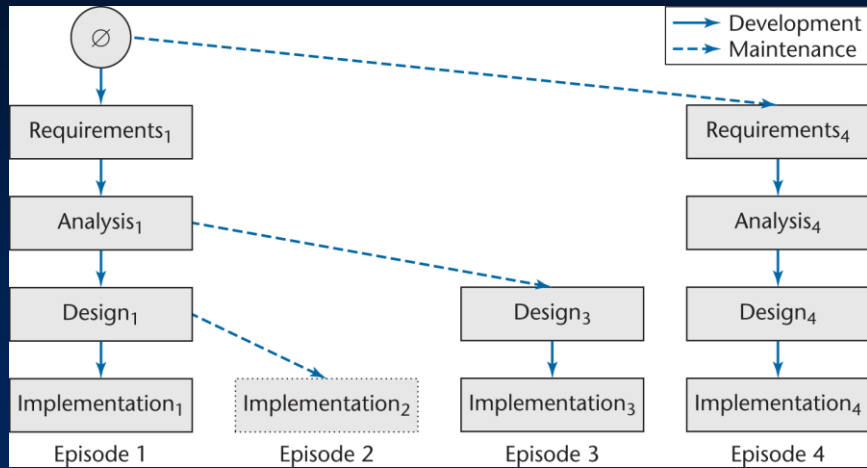 ∅
Development
Maintenance
Requirements₁
Requirements₄
Analysis₁
Analysis₄
Design₁
Design₃
Design₄
Implementation₁
Implementation₂
Implementation₃
Implementation₄
Episode 1
Episode 2
Episode 3
Episode 4